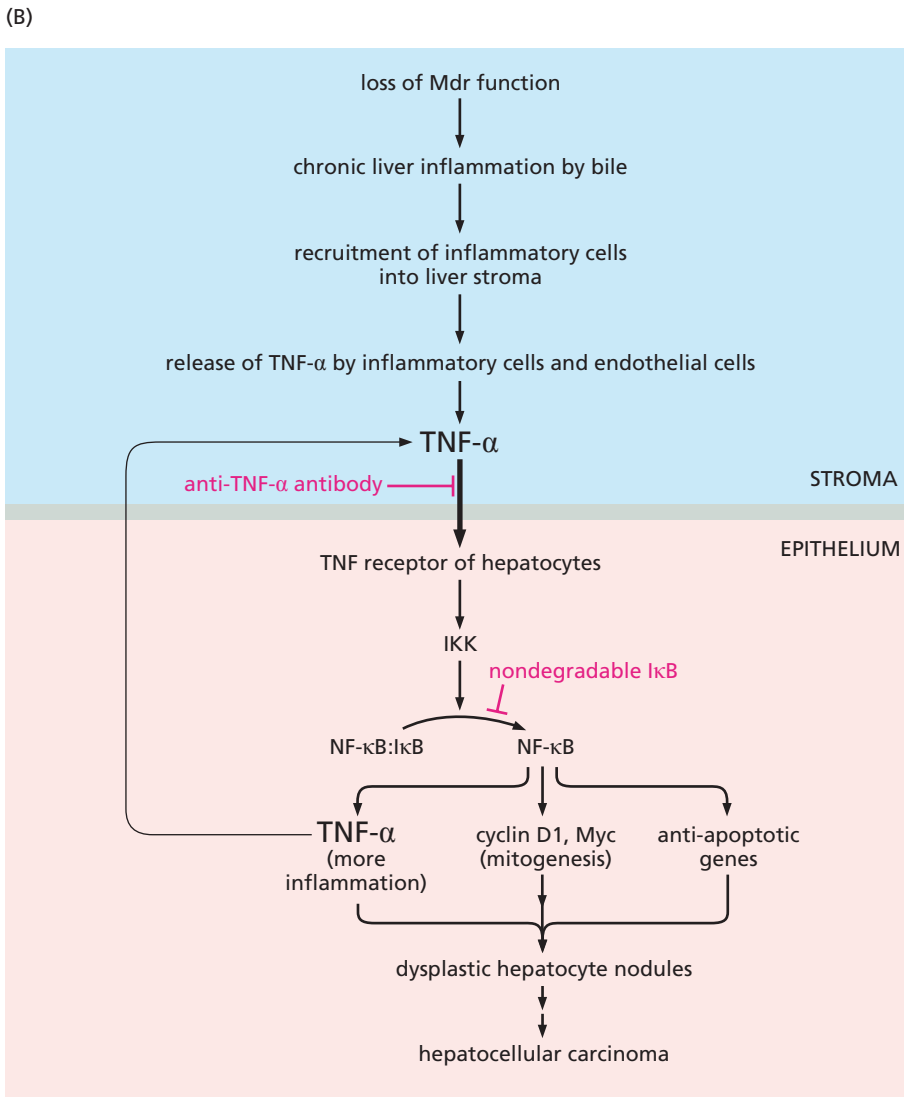 (B)
loss of Mdr function
chronic liver inflammation by bile
recruitment of inflammatory cells
into liver stroma
release of TNF-α by inflammatory cells and endothelial cells
TNF-α
anti-TNF-α antibody
STROMA
EPITHELIUM
TNF receptor of hepatocytes
IKK
nondegradable IκB
NF-κB:IκB
NF-κB
TNF-α
(more
inflammation)
cyclin D1, Myc
(mitogenesis)
anti-apoptotic
genes
dysplastic hepatocyte nodules
hepatocellular carcinoma